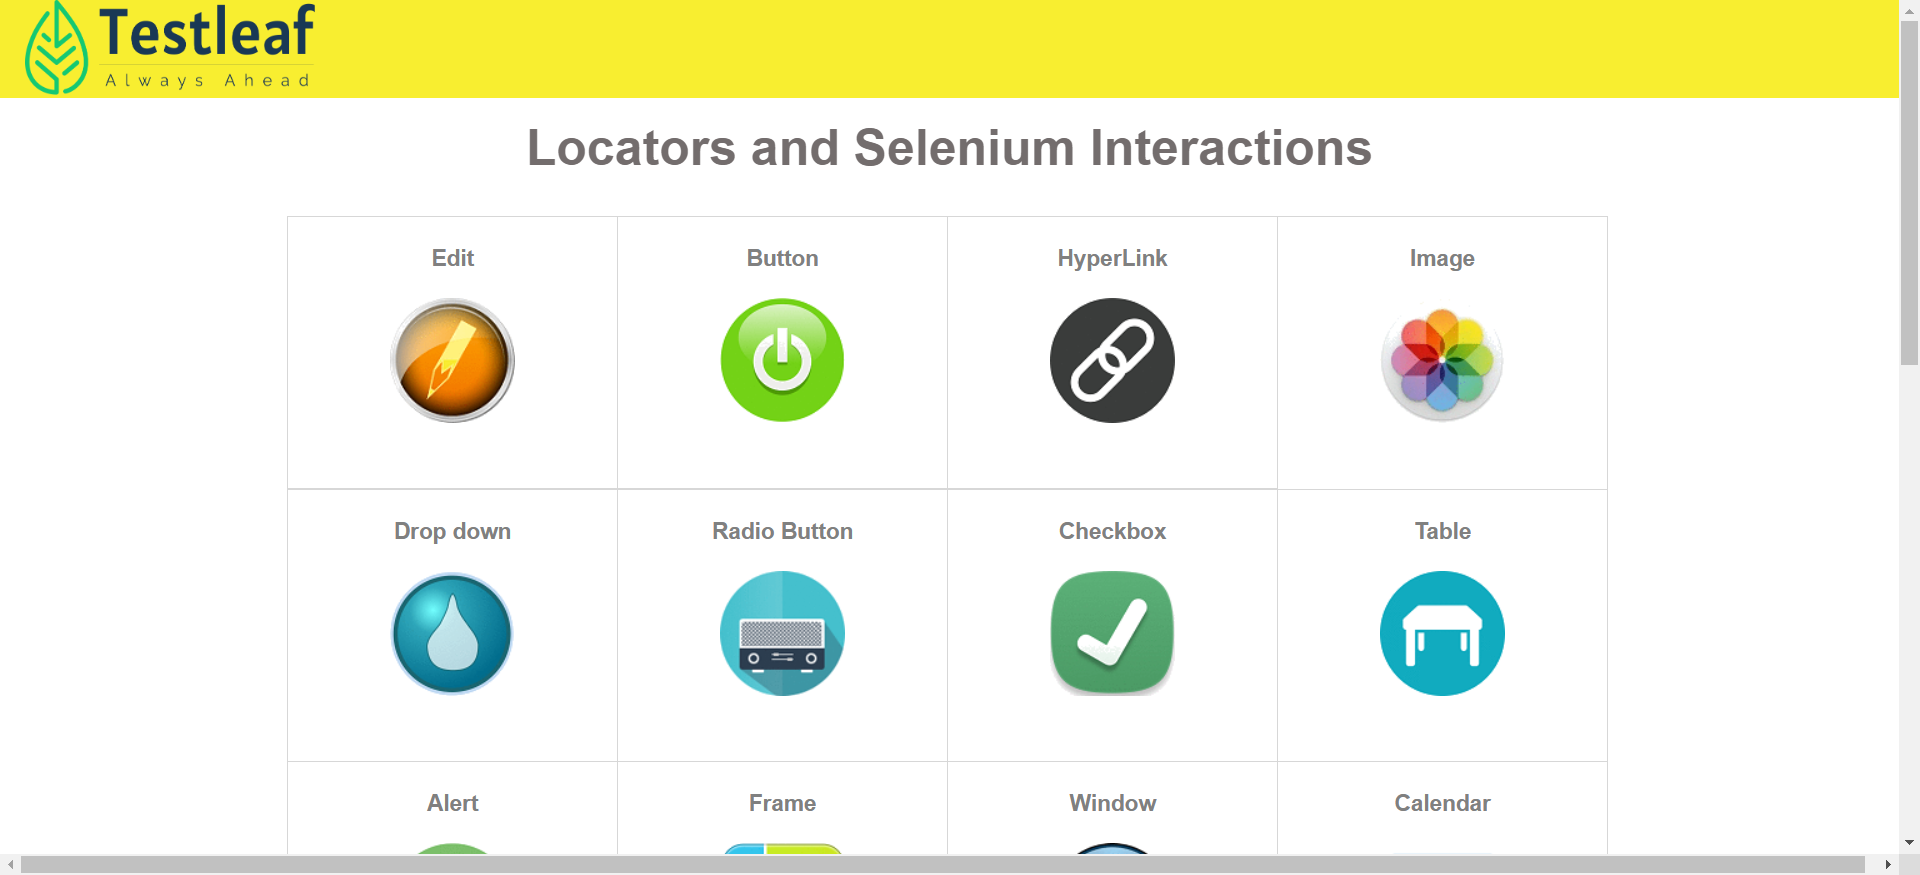 Testleaf
Always Ahead
Locators and Selenium Interactions
Edit
Button
HyperLink
Image
Drop down
Radio Button
Checkbox
Table
Alert
Frame
Window
Calendar